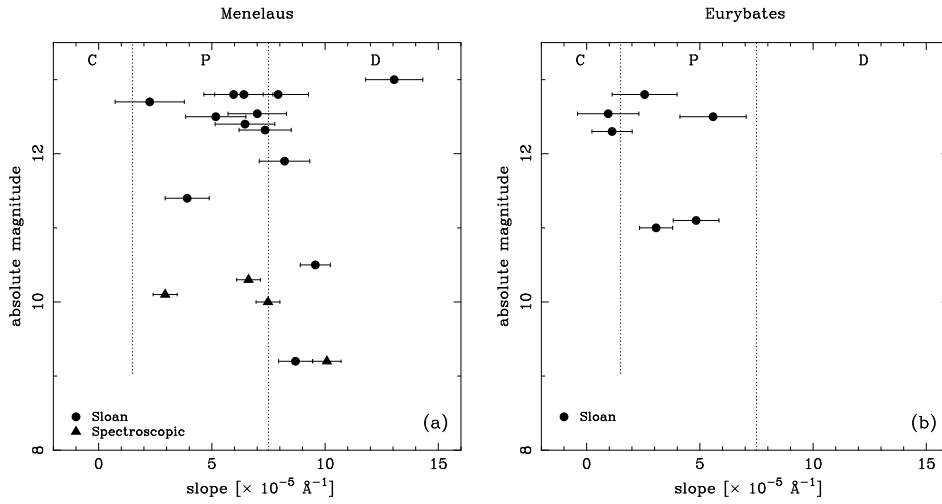 Menelaus
C P D
absolute magnitude
8 10 12
Sloan
Spectroscopic
(a)
0 5 10 15
slope [× 10⁻⁵ Å⁻¹]
Eurybates
C P D
absolute magnitude
8 10 12
Sloan
(b)
0 5 10 15
slope [× 10⁻⁵ Å⁻¹]